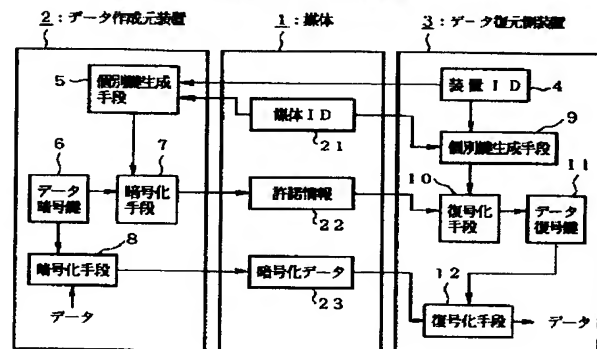 2：データ作成元装置
1：媒体
3：データ復元側装置
5
個別鍵生成
手段
装置ID
4
媒体ID
21
9
個別鍵生成手段
6
7
データ
暗号鍵
暗号化
手段
許諾情報
22
10
復号化
手段
11
データ
復号鍵
8
暗号化手段
暗号化データ
23
12
復号化手段
データ
データ